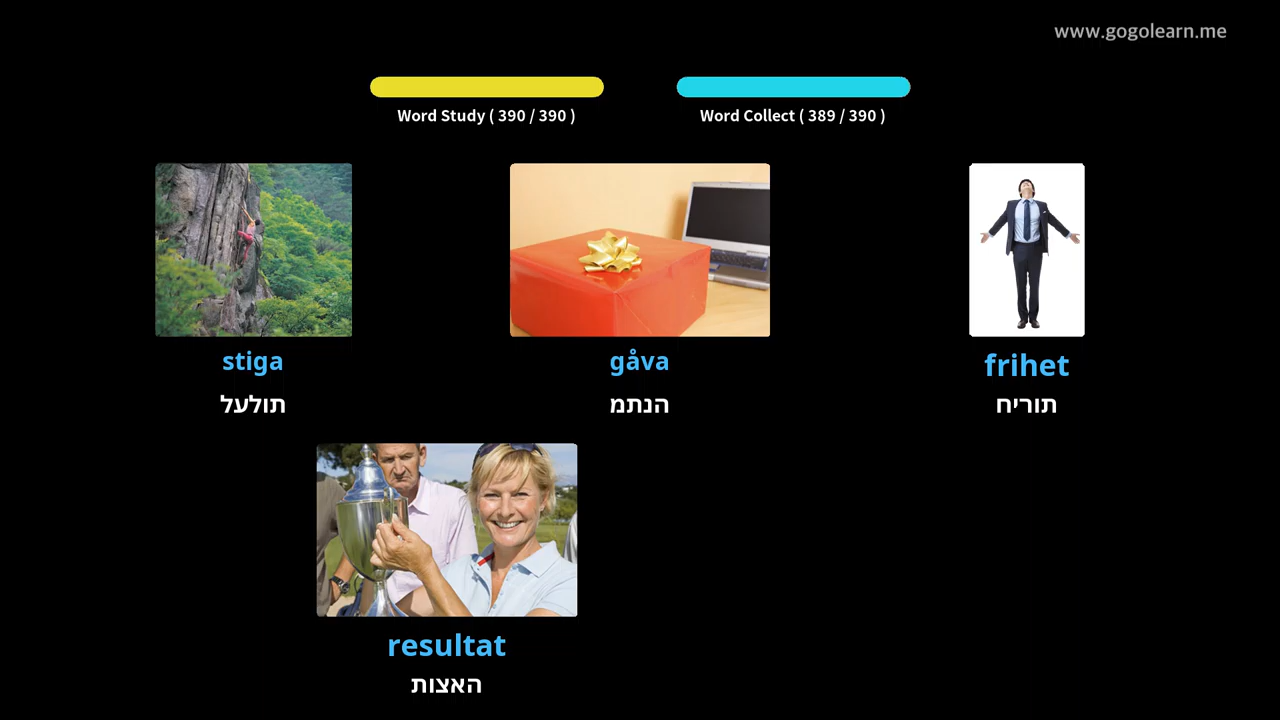 www.gogolearn.me
Word Study ( 390 / 390 )
Word Collect ( 389 / 390 )
stiga
תולעל
gåva
הנתמ
frihet
תוריח
resultat
האצות